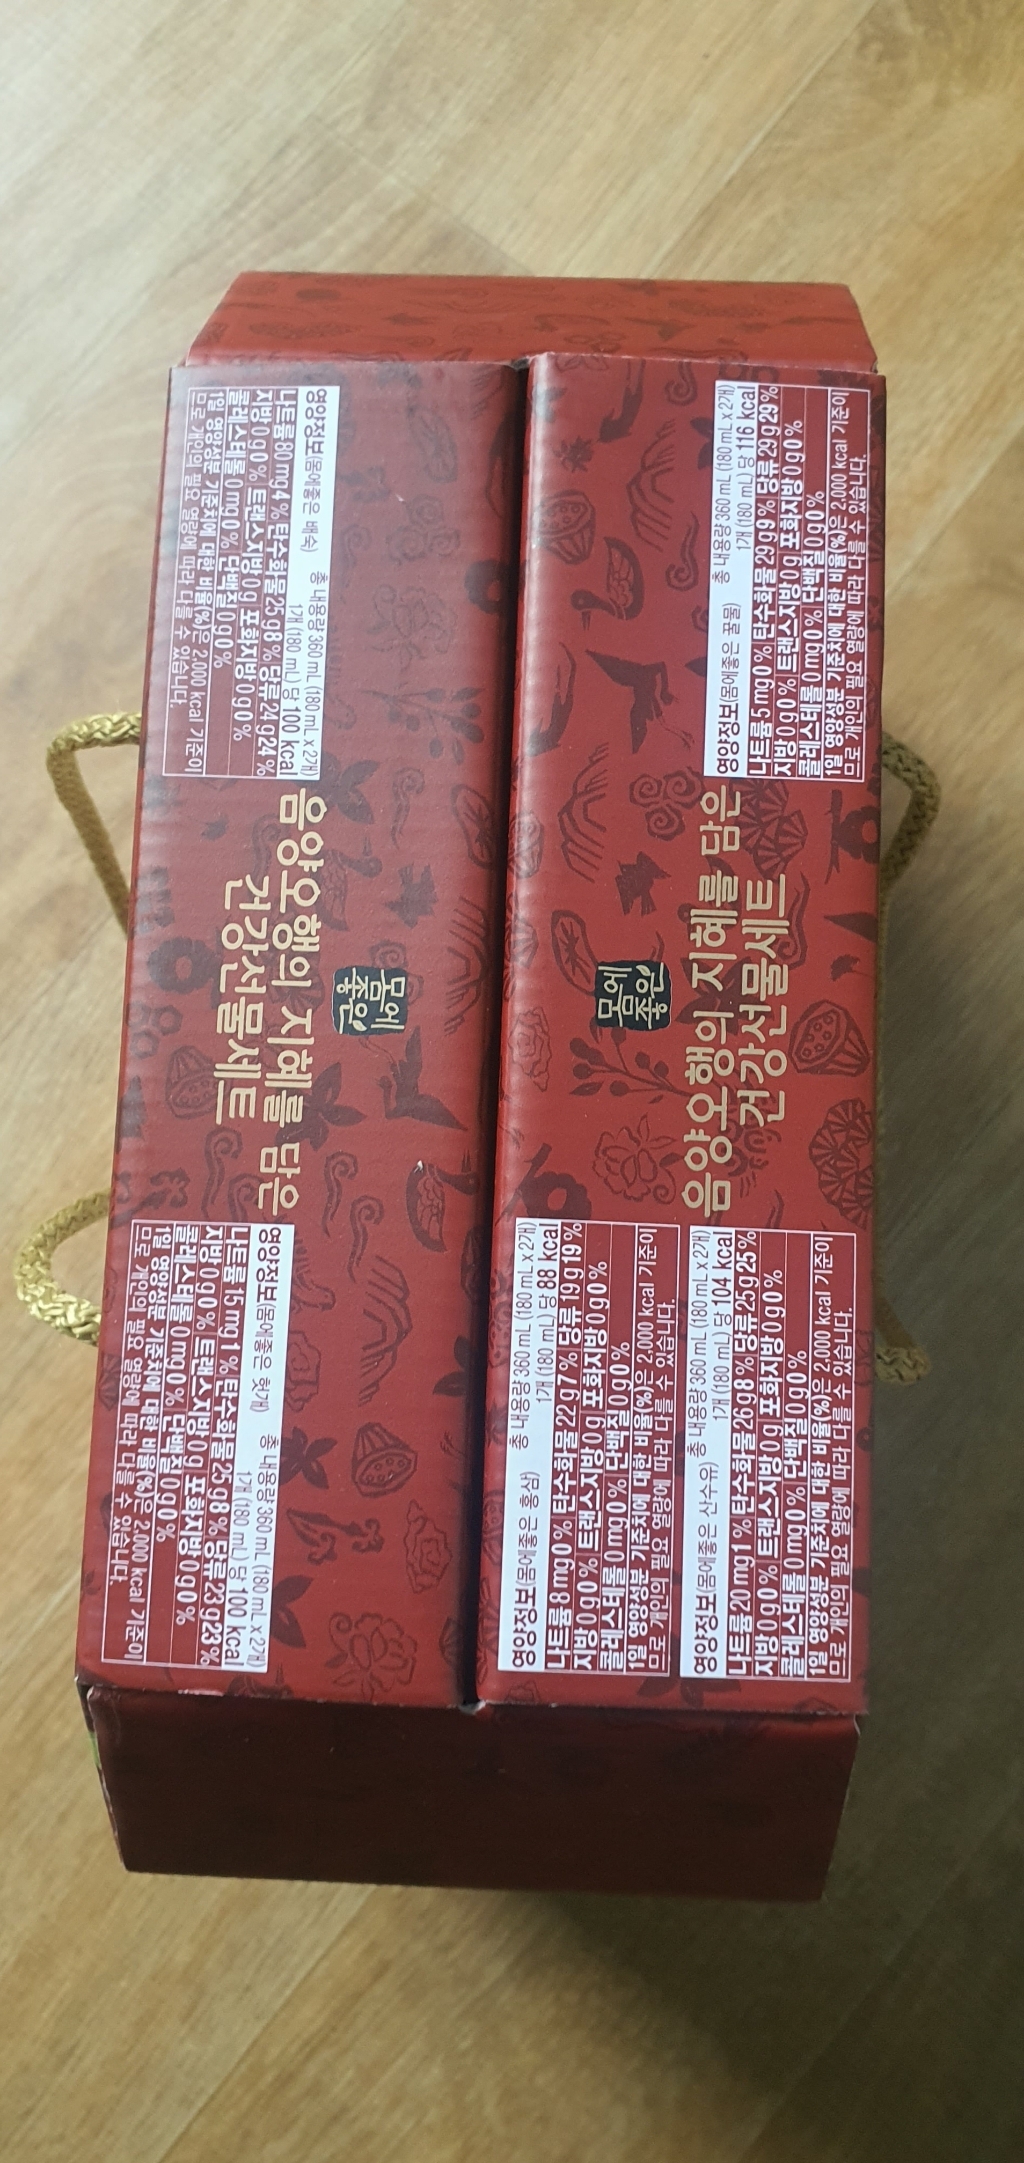 영양정보(몸에좋은 배숙) 총 내용량 360 mL (180 mL x 2개)
1개 (180 mL) 당 100 kcal
나트륨 80 mg 4 % 탄수화물 25 g 8 % 당류 24 g 24 %
지방 0 g 0 % 트랜스지방 0 g 포화지방 0 g 0 %
콜레스테롤 0 mg 0 % 단백질 0 g 0 %
1일 영양성분 기준치에 대한 비율(%)은 2,000 kcal 기준이
므로 개인의 필요 열량에 따라 다를 수 있습니다.
몸에
좋은
음양오행의 지혜를 담은
건강선물세트
영양정보(몸에좋은 헛개) 총 내용량 360 mL (180 mL x 2개)
1개 (180 mL) 당 100 kcal
나트륨 15 mg 1 % 탄수화물 25 g 8 % 당류 23 g 23 %
지방 0 g 0 % 트랜스지방 0 g 포화지방 0 g 0 %
콜레스테롤 0 mg 0 % 단백질 0 g 0 %
1일 영양성분 기준치에 대한 비율(%)은 2,000 kcal 기준이
므로 개인의 필요 열량에 따라 다를 수 있습니다.
영양정보(몸에좋은 홍삼) 총 내용량 360 mL (180 mL x 2개)
1개 (180 mL) 당 88 kcal
나트륨 8 mg 0 % 탄수화물 22 g 7 % 당류 19 g 19 %
지방 0 g 0 % 트랜스지방 0 g 포화지방 0 g 0 %
콜레스테롤 0 mg 0 % 단백질 0 g 0 %
1일 영양성분 기준치에 대한 비율(%)은 2,000 kcal 기준이
므로 개인의 필요 열량에 따라 다를 수 있습니다.
영양정보(몸에좋은 산수유) 총 내용량 360 mL (180 mL x 2개)
1개 (180 mL) 당 104 kcal
나트륨 20 mg 1 % 탄수화물 26 g 8 % 당류 25 g 25 %
지방 0 g 0 % 트랜스지방 0 g 포화지방 0 g 0 %
콜레스테롤 0 mg 0 % 단백질 0 g 0 %
1일 영양성분 기준치에 대한 비율(%)은 2,000 kcal 기준이
므로 개인의 필요 열량에 따라 다를 수 있습니다.
몸에
좋은
음양오행의 지혜를 담은
건강선물세트
영양정보(몸에좋은 꿀물) 총 내용량 360 mL (180 mL x 2개)
1개 (180 mL) 당 116 kcal
나트륨 5 mg 0 % 탄수화물 29 g 9 % 당류 29 g 29 %
지방 0 g 0 % 트랜스지방 0 g 포화지방 0 g 0 %
콜레스테롤 0 mg 0 % 단백질 0 g 0 %
1일 영양성분 기준치에 대한 비율(%)은 2,000 kcal 기준이
므로 개인의 필요 열량에 따라 다를 수 있습니다.